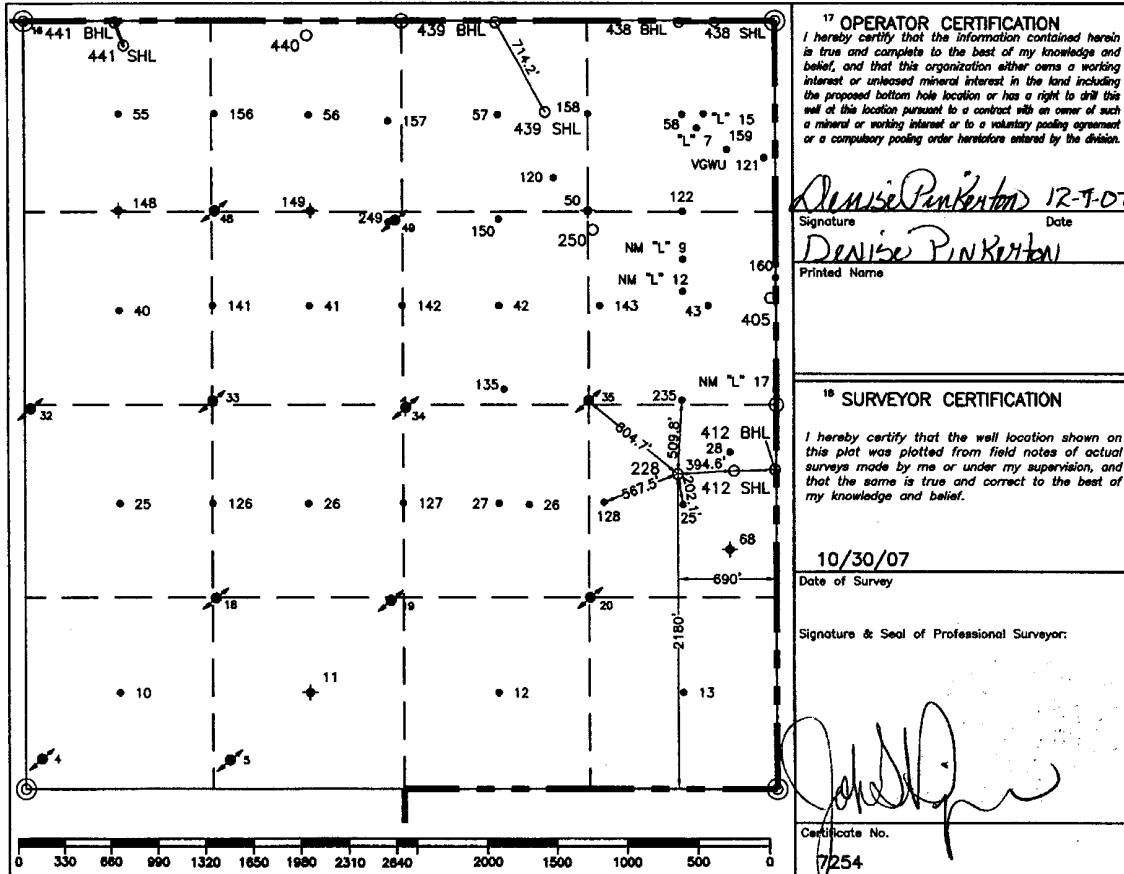 16 441 BHL
441 SHL
440
439 BHL
714.2'
438 BHL
438 SHL
55
156
56
157
57
158
439 SHL
58
"L" 15
"L" 7
159
VGWU 121
120
148
48
149
249
49
150
50
250
122
NM "L" 9
NM "L" 12
160
405
40
141
41
142
42
143
43
135
NM "L" 17
32
33
34
35
235
604.7'
509.8'
412 BHL
28
228
394.6'
412 SHL
567.5'
202.1'
25
126
26
127
27
26
128
25
68
690'
18
19
20
2180'
10
11
12
13
4
5
0 330 660 990 1320 1650 1980 2310 2640 2000 1500 1000 500 0
17 OPERATOR CERTIFICATION
I hereby certify that the information contained herein
is true and complete to the best of my knowledge and
belief, and that this organization either owns a working
interest or unleased mineral interest in the land including
the proposed bottom hole location or has a right to drill this
well at this location pursuant to a contract with an owner of such
a mineral or working interest or to a voluntary pooling agreement
or a compulsory pooling order heretofore entered by the division.
Denise Pinkerton 12-7-07
Signature Date
Denise Pinkerton
Printed Name
18 SURVEYOR CERTIFICATION
I hereby certify that the well location shown on
this plat was plotted from field notes of actual
surveys made by me or under my supervision, and
that the same is true and correct to the best of
my knowledge and belief.
10/30/07
Date of Survey
Signature & Seal of Professional Surveyor:
Certificate No.
7254